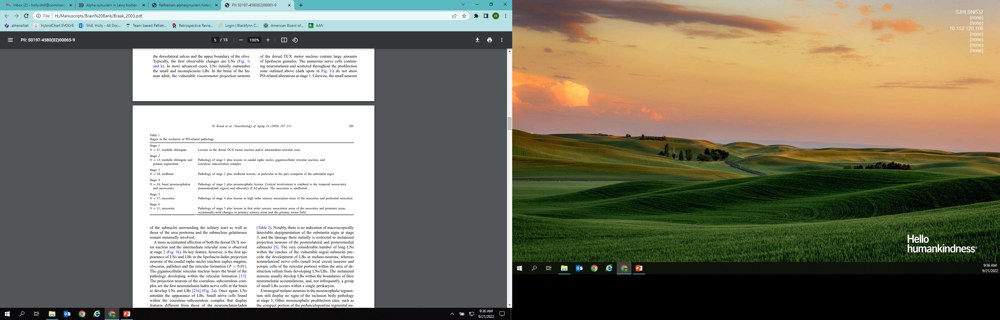 Inbox (2) - holly.shill@commons
Alpha-synuclein in Lewy bodies
Palfreman-alphasynuclein history
PII: S0197-4580(02)00065-9
File
H:/Manuscripts/Brain%20Bank/Braak_2003.pdf
H
athenaNet
HybridChart EVOLVE
Shill, Holly - All Doc...
Team-based Palliati...
Retrospective Revie...
Login | Blackfynn C...
American Board of...
AAN
PII: S0197-4580(02)00065-9
5 / 15
100%
the dorsolateral sulcus and the upper boundary of the olive.
Typically, the first observable changes are LNs (Fig. 1i
and k). In more advanced cases, LNs initially outnumber
the small and inconspicuous LBs. In the brain of the hu-
man adult, the vulnerable visceromotor projection neurons
of the dorsal IX/X motor nucleus contain large amounts
of lipofuscin granules. The numerous nerve cells contain-
ing neuromelanin and scattered throughout the predilection
zone outlined above (dark spots in Fig. 1i) do not show
PD-related alterations at stage 1. Likewise, the small neurons
H. Braak et al. / Neurobiology of Aging 24 (2003) 197–211
201
Table 1
Stages in the evolution of PD-related pathology
Stage 1
N = 21; medulla oblongata
Lesions in the dorsal IX/X motor nucleus and/or intermediate reticular zone
Stage 2
N = 13; medulla oblongata and
pontine tegmentum
Pathology of stage 1 plus lesions in caudal raphe nuclei, gigantocellular reticular nucleus, and
coeruleus–subcoeruleus complex
Stage 3
N = 24; midbrain
Pathology of stage 2 plus midbrain lesions, in particular in the pars compacta of the substantia nigra
Stage 4
N = 24; basal prosencephalon
and mesocortex
Pathology of stage 3 plus prosencephalic lesions. Cortical involvement is confined to the temporal mesocortex
(transentorhinal region) and allocortex (CA2-plexus). The neocortex is unaffected
Stage 5
N = 17; neocortex
Pathology of stage 4 plus lesions in high order sensory association areas of the neocortex and prefrontal neocortex
Stage 6
N = 11; neocortex
Pathology of stage 5 plus lesions in first order sensory association areas of the neocortex and premotor areas,
occasionally mild changes in primary sensory areas and the primary motor field
of the subnuclei surrounding the solitary tract as well as
those of the area postrema and the subnucleus gelatinosus
remain minimally involved.
A more accentuated affection of both the dorsal IX/X mo-
tor nucleus and the intermediate reticular zone is observed
at stage 2 (Fig. 1k). Its key feature, however, is the first ap-
pearance of LNs and LBs in the lipofuscin-laden projection
neurons of the caudal raphe nuclei (nucleus raphes magnus,
obscurus, pallidus) and the reticular formation (P < 0.01).
The gigantocellular reticular nucleus bears the brunt of the
pathology developing within the reticular formation [13].
The projection neurons of the coeruleus–subcoeruleus com-
plex are the first neuromelanin-laden nerve cells in the brain
to develop LNs and LBs [23a] (Fig. 2a). Once again, LNs
antedate the appearance of LBs. Small nerve cells found
within the coeruleus–subcoeruleus complex that display
features different from those of the neuromelanin-laden
(Table 2). Notably, there is no indication of macroscopically
detectable depigmentation of the substantia nigra at stage
3, and the damage there initially is restricted to melanized
projection neurons of the posterolateral and posteromedial
subnuclei [5]. The very considerable number of long LNs
within the reaches of the vulnerable nigral subnuclei pre-
cede the development of LBs in melano-neurons, whereas
nonmelanized nerve cells (small local circuit neurons and
ectopic cells of the reticular portion) within the area of de-
struction refrain from developing LNs/LBs. The melanized
neurons usually develop LBs within the boundaries of their
neuromelanin accumulations, and, not infrequently, a group
of small LBs occurs within a single perikaryon.
Extranigral melano-neurons in the mesencephalic tegmen-
tum still display no signs of the inclusion body pathology
at stage 3. Other mesencephalic predilection sites, such as
the compact portion of the pedunculopontine tegmental nu-
9:36 AM
9/21/2022
SJHLBNI532
(none)
(none)
10.152.120.166
(none)
(none)
(none)
(none)
Hello
humankindness®
9:36 AM
9/21/2022